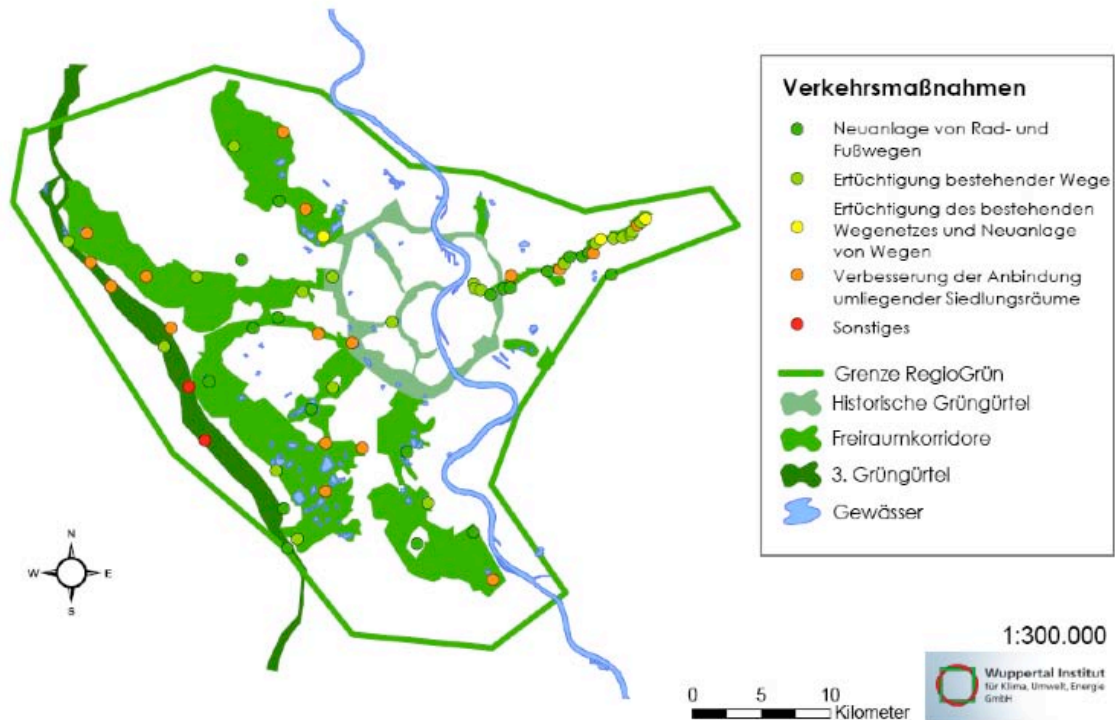 Verkehrsmaßnahmen
Neuanlage von Rad- und
Fußwegen
Ertüchtigung bestehender Wege
Ertüchtigung des bestehenden
Wegenetzes und Neuanlage
von Wegen
Verbesserung der Anbindung
umliegender Siedlungsräume
Sonstiges
Grenze RegioGrün
Historische Grüngürtel
Freiraumkorridore
3. Grüngürtel
Gewässer
N
W E
S
1:300.000
0 5 10
Kilometer
Wuppertal Institut
für Klima, Umwelt, Energie
GmbH